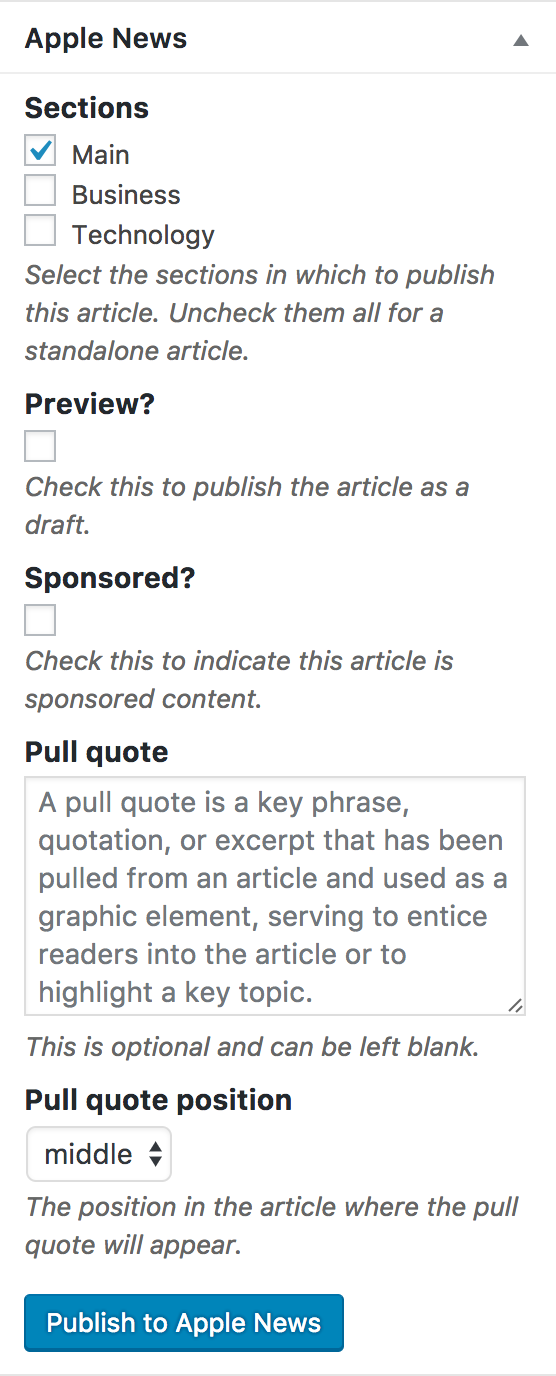 Apple News
Sections
Main
Business
Technology
Select the sections in which to publish
this article. Uncheck them all for a
standalone article.
Preview?
Check this to publish the article as a
draft.
Sponsored?
Check this to indicate this article is
sponsored content.
Pull quote
A pull quote is a key phrase,
quotation, or excerpt that has been
pulled from an article and used as a
graphic element, serving to entice
readers into the article or to
highlight a key topic.
This is optional and can be left blank.
Pull quote position
middle
The position in the article where the pull
quote will appear.
Publish to Apple News